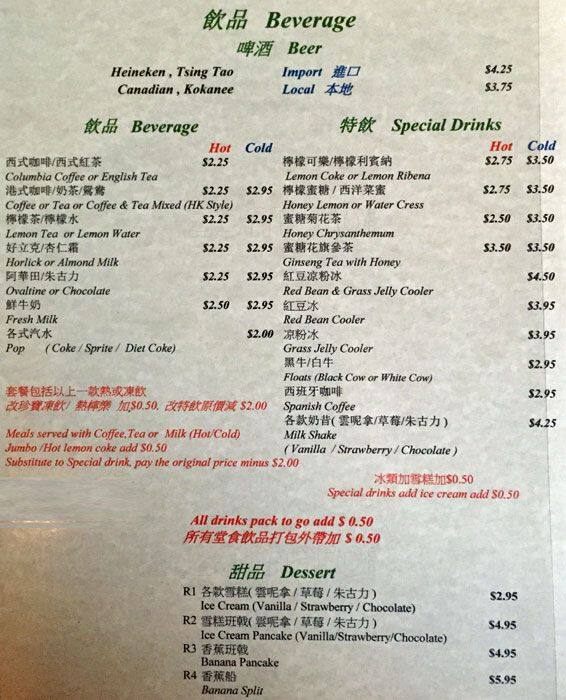 飲品 Beverage
啤酒 Beer
Heineken , Tsing Tao Import 進口 $4.25
Canadian , Kokanee Local 本地 $3.75
飲品 Beverage
Hot Cold
西式咖啡/西式紅茶 $2.25
Columbia Coffee or English Tea
港式咖啡/奶茶/鴛鴦 $2.25 $2.95
Coffee or Tea or Coffee & Tea Mixed (HK Style)
檸檬茶/檸檬水 $2.25 $2.95
Lemon Tea or Lemon Water
好立克/杏仁霜 $2.25 $2.95
Horlick or Almond Milk
阿華田/朱古力 $2.25 $2.95
Ovaltine or Chocolate
鮮牛奶 $2.50 $2.95
Fresh Milk
各式汽水 $2.00
Pop ( Coke / Sprite / Diet Coke)
套餐包括以上一款熱或凍飲
改珍寶凍飲/ 熱檸樂 加$0.50, 改特飲原價減 $2.00
Meals served with Coffee,Tea or Milk (Hot/Cold)
Jumbo /Hot lemon coke add $0.50
Substitute to Special drink, pay the original price minus $2.00
特飲 Special Drinks
Hot Cold
檸檬可樂/檸檬利賓納 $2.75 $3.50
Lemon Coke or Lemon Ribena
檸檬蜜糖 / 西洋菜蜜 $2.75 $3.50
Honey Lemon or Water Cress
蜜糖菊花茶 $2.50 $3.50
Honey Chrysanthemum
蜜糖花旗參茶 $3.50 $3.50
Ginseng Tea with Honey
紅豆凉粉冰 $4.50
Red Bean & Grass Jelly Cooler
紅豆冰 $3.95
Red Bean Cooler
凉粉冰 $3.95
Grass Jelly Cooler
黑牛/白牛 $2.95
Floats (Black Cow or White Cow)
西班牙咖啡 $2.95
Spanish Coffee
各款奶昔( 雲呢拿/草莓/朱古力 ) $4.25
Milk Shake
( Vanilla / Strawberry / Chocolate )
冰類加雪糕加$0.50
Special drinks add ice cream add $0.50
All drinks pack to go add $ 0.50
所有堂食飲品打包外帶加 $ 0.50
甜品 Dessert
R1 各款雪糕( 雲呢拿 / 草莓 / 朱古力 ) $2.95
Ice Cream (Vanilla / Strawberry / Chocolate)
R2 雪糕班戟( 雲呢拿 / 草莓 / 朱古力 ) $4.95
Ice Cream Pancake (Vanilla/Strawberry/Chocolate)
R3 香蕉班戟 $4.95
Banana Pancake
R4 香蕉船 $5.95
Banana Split